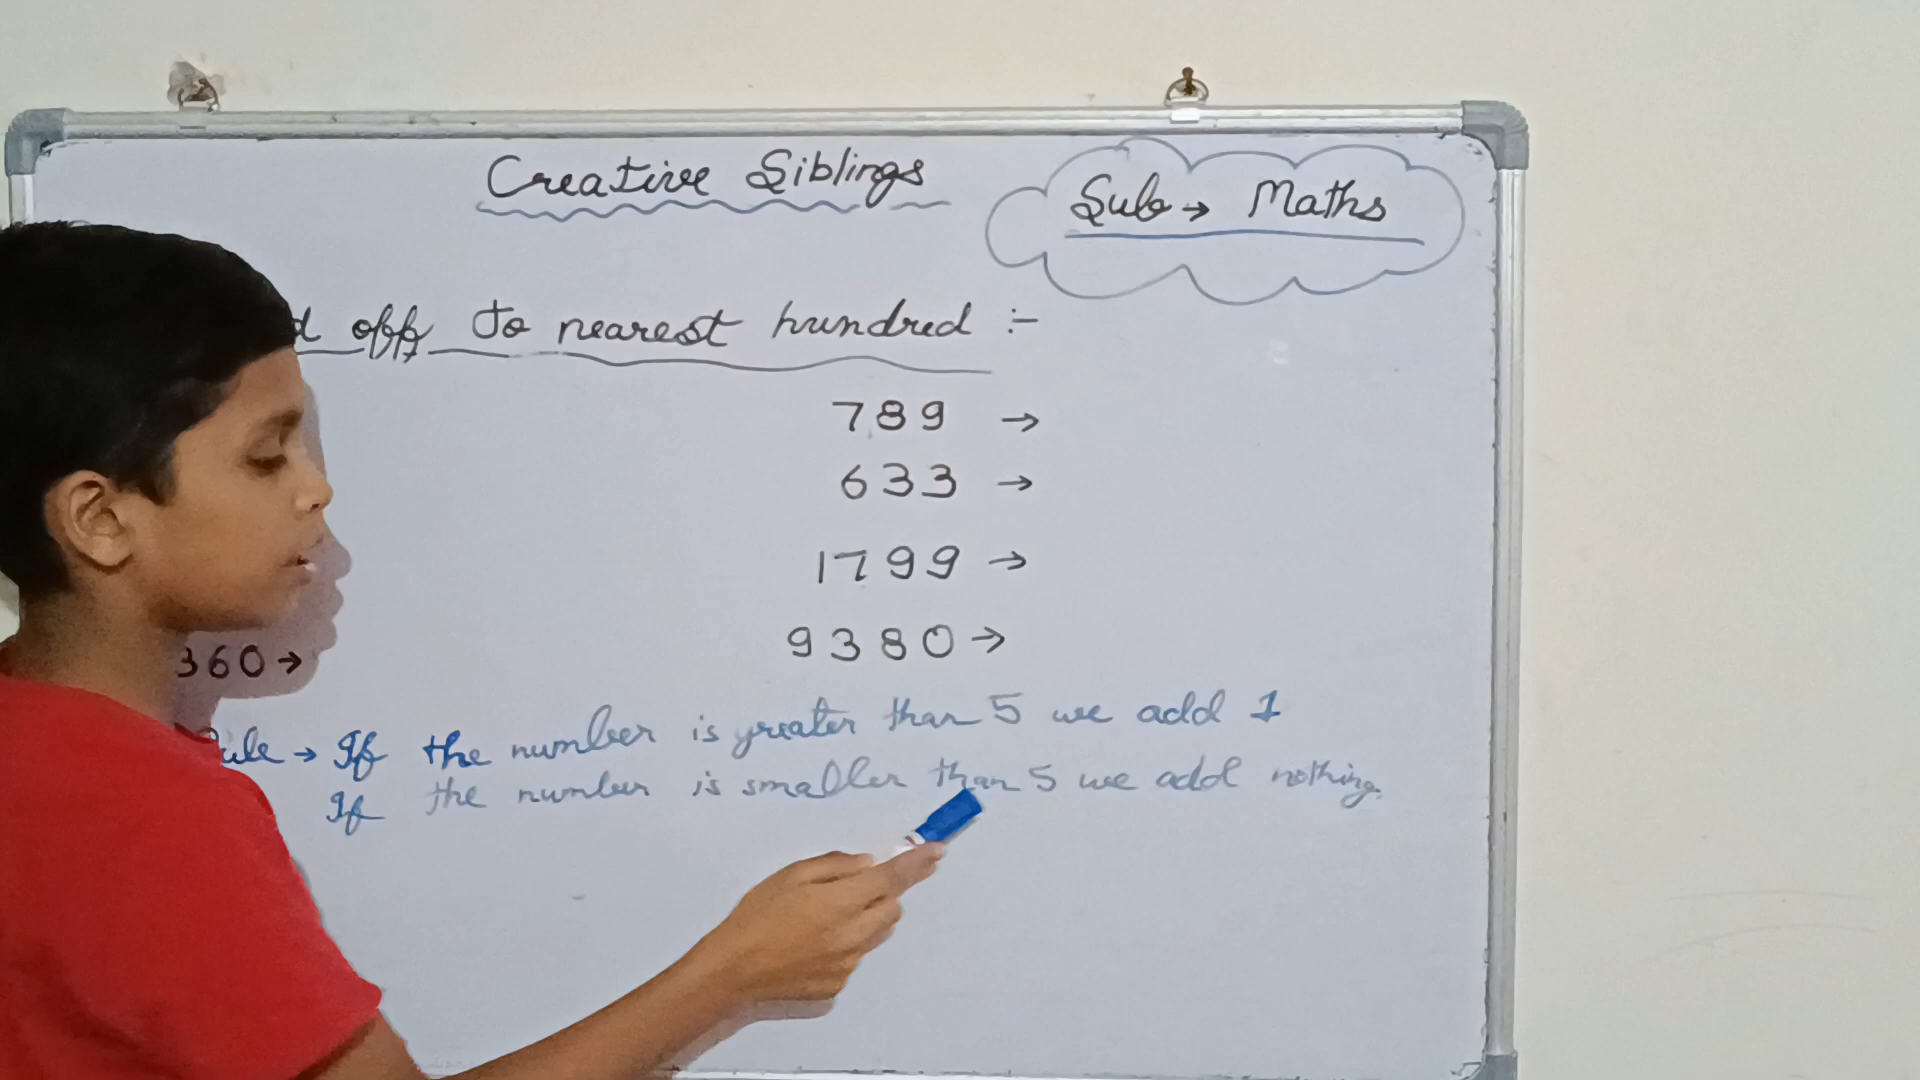 Creative Siblings
Sub → Maths
off to nearest hundred :-
789 →
633 →
1799 →
9380 →
360 →
Rule → If the number is greater than 5 we add 1
If the number is smaller than 5 we add nothing.